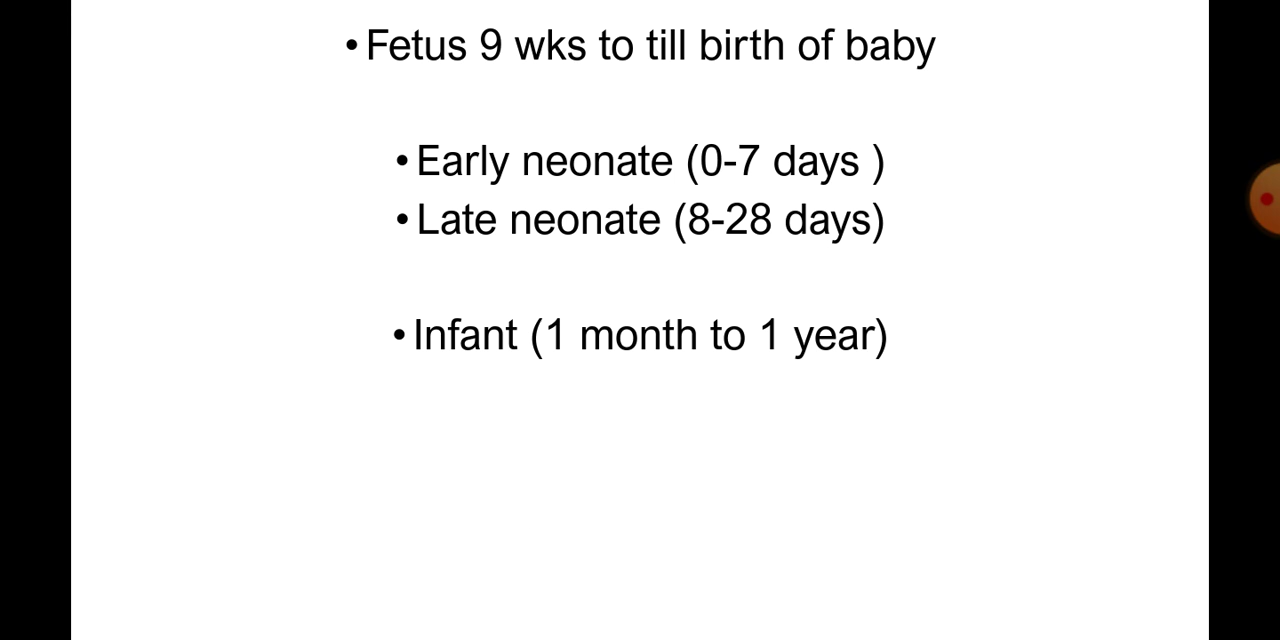 • Fetus 9 wks to till birth of baby
• Early neonate (0-7 days )
• Late neonate (8-28 days)
• Infant (1 month to 1 year)